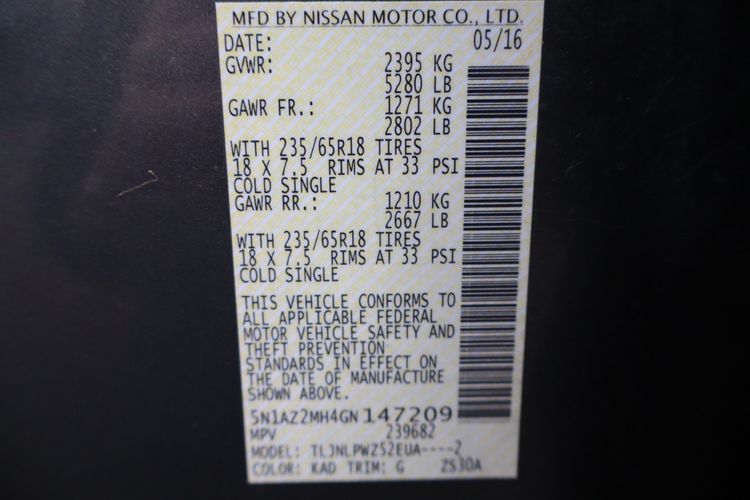 MFD BY NISSAN MOTOR CO., LTD.
DATE: 05/16
GVWR: 2395 KG
5280 LB
GAWR FR.: 1271 KG
2802 LB
WITH 235/65R18 TIRES
18 X 7.5 RIMS AT 33 PSI
COLD SINGLE
GAWR RR.: 1210 KG
2667 LB
WITH 235/65R18 TIRES
18 X 7.5 RIMS AT 33 PSI
COLD SINGLE
THIS VEHICLE CONFORMS TO
ALL APPLICABLE FEDERAL
MOTOR VEHICLE SAFETY AND
THEFT PREVENTION
STANDARDS IN EFFECT ON
THE DATE OF MANUFACTURE
SHOWN ABOVE.
5N1AZ2MH4GN147209
MPV 239682
MODEL: TLJNLPWZ52EUA----2
COLOR: KAD TRIM: G ZS30A